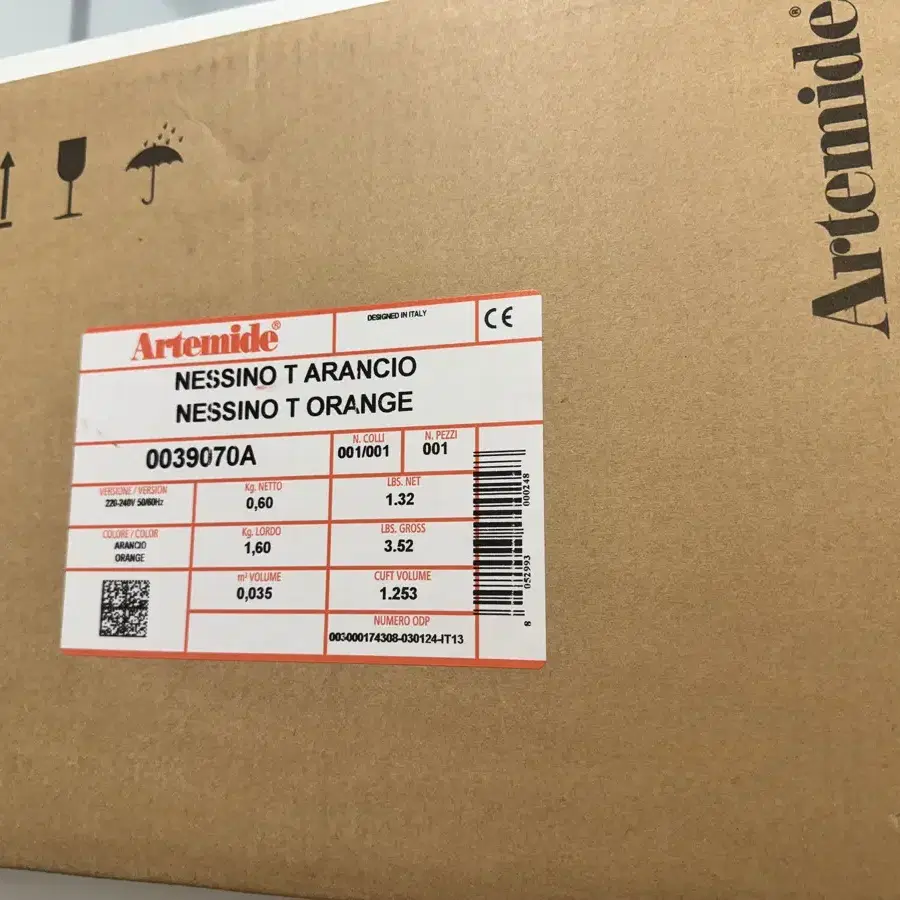 Artemide®
Artemide®
DESIGNED IN ITALY
CE
NESSINO T ARANCIO
NESSINO T ORANGE
0039070A
N. COLLI
001/001
N. PEZZI
001
VERSIONE / VERSION
220-240V 50/60Hz
Kg. NETTO
0,60
LBS. NET
1.32
COLORE / COLOR
ARANCIO
ORANGE
Kg. LORDO
1,60
LBS. GROSS
3.52
m³ VOLUME
0,035
CUFT VOLUME
1.253
NUMERO ODP
003000174308-030124-IT13
8 052993 000248